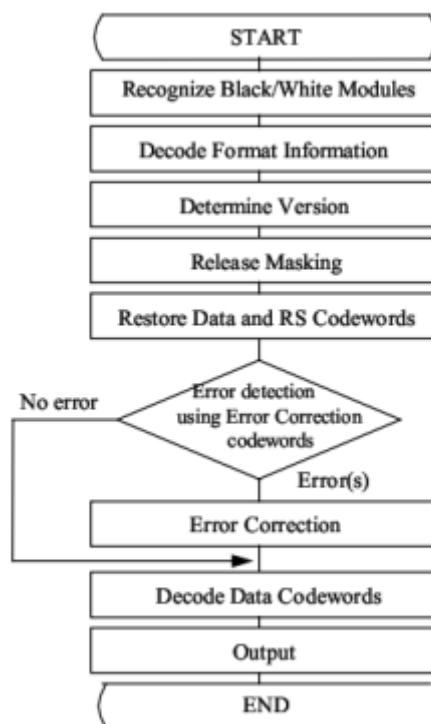 START
Recognize Black/White Modules
Decode Format Information
Determine Version
Release Masking
Restore Data and RS Codewords
No error
Error detection
using Error Correction
codewords
Error(s)
Error Correction
Decode Data Codewords
Output
END